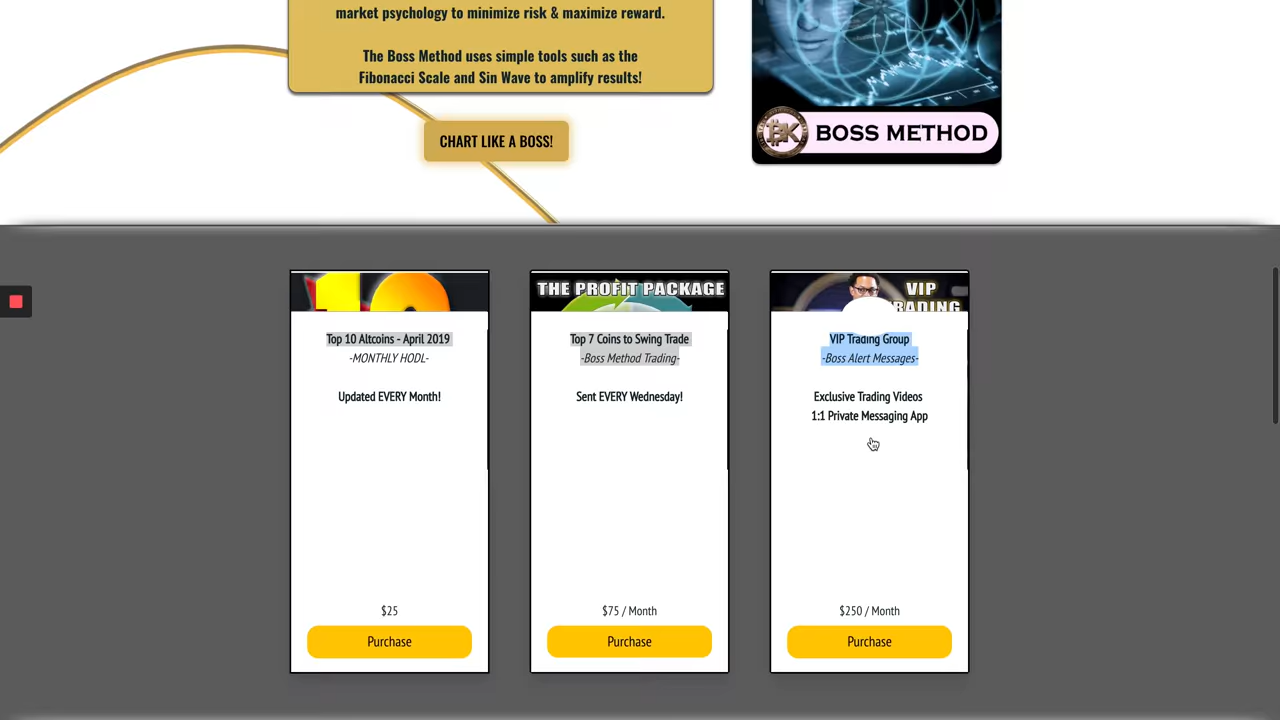 market psychology to minimize risk & maximize reward.
The Boss Method uses simple tools such as the
Fibonacci Scale and Sin Wave to amplify results!
CHART LIKE A BOSS!
BK
BOSS METHOD
10
THE PROFIT PACKAGE
VIP
TRADING
Top 10 Altcoins - April 2019
-MONTHLY HODL-
Updated EVERY Month!
$25
Purchase
Top 7 Coins to Swing Trade
-Boss Method Trading-
Sent EVERY Wednesday!
$75 / Month
Purchase
VIP Trading Group
-Boss Alert Messages-
Exclusive Trading Videos
1:1 Private Messaging App
$250 / Month
Purchase